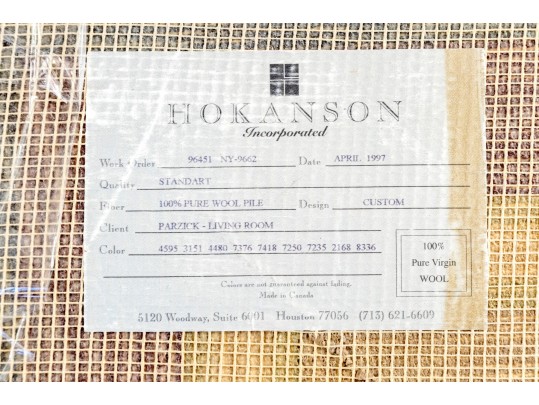 HOKANSON
Incorporated
Work Order 96451 NY-9662 Date APRIL 1997
Quality STANDART
Fiber 100% PURE WOOL PILE Design CUSTOM
Client PARZICK - LIVING ROOM
Color 4595 3151 4480 7376 7418 7250 7235 2168 8336
100%
Pure Virgin
WOOL
Colors are not guaranteed against fading.
Made in Canada
5120 Woodway, Suite 6001 Houston 77056 (713) 621-6609